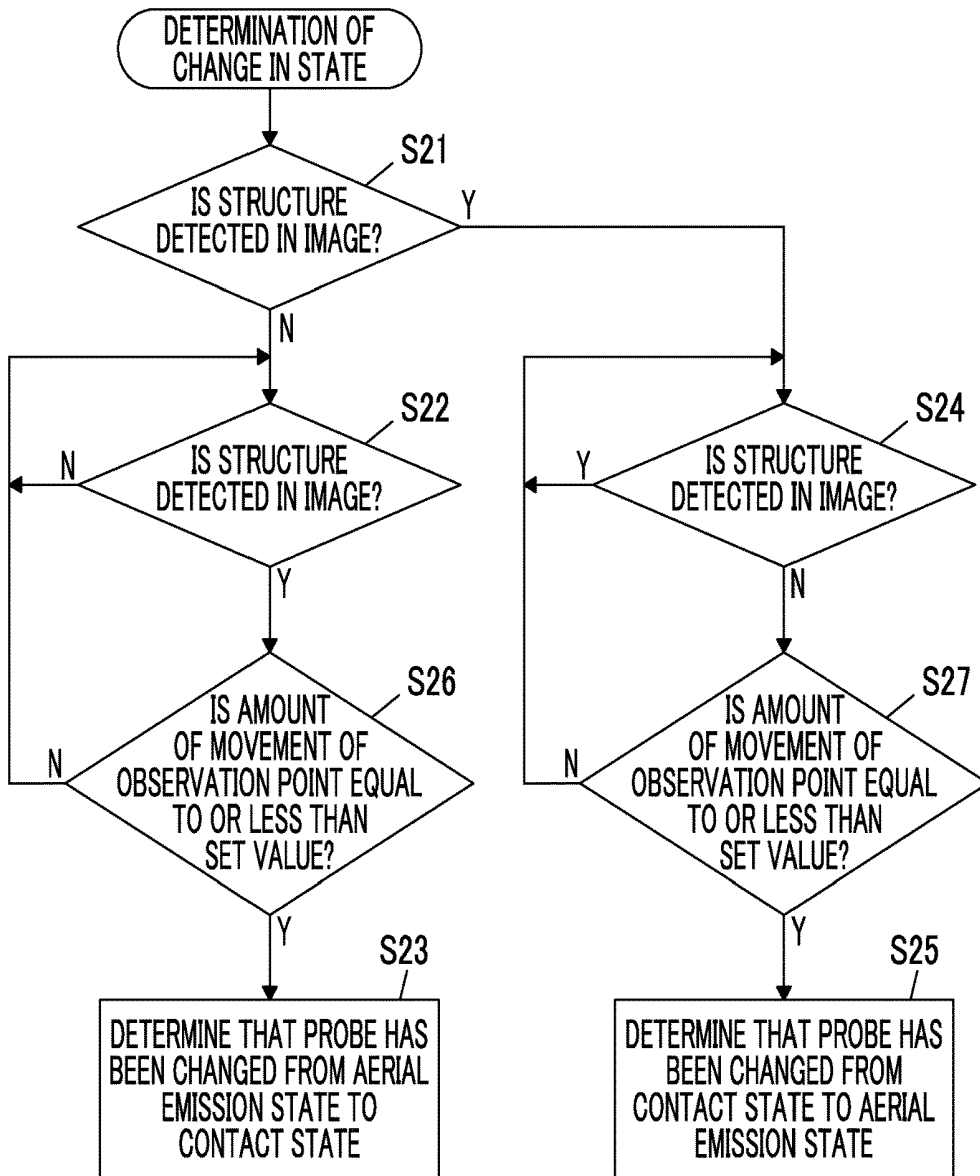 DETERMINATION OF
CHANGE IN STATE
S21
IS STRUCTURE
DETECTED IN IMAGE?
Y
N
S22
IS STRUCTURE
DETECTED IN IMAGE?
N
Y
S26
IS AMOUNT
OF MOVEMENT OF
OBSERVATION POINT EQUAL
TO OR LESS THAN
SET VALUE?
N
Y
S23
DETERMINE THAT PROBE HAS
BEEN CHANGED FROM AERIAL
EMISSION STATE TO
CONTACT STATE
S24
IS STRUCTURE
DETECTED IN IMAGE?
Y
N
S27
IS AMOUNT
OF MOVEMENT OF
OBSERVATION POINT EQUAL
TO OR LESS THAN
SET VALUE?
N
Y
S25
DETERMINE THAT PROBE HAS
BEEN CHANGED FROM
CONTACT STATE TO AERIAL
EMISSION STATE